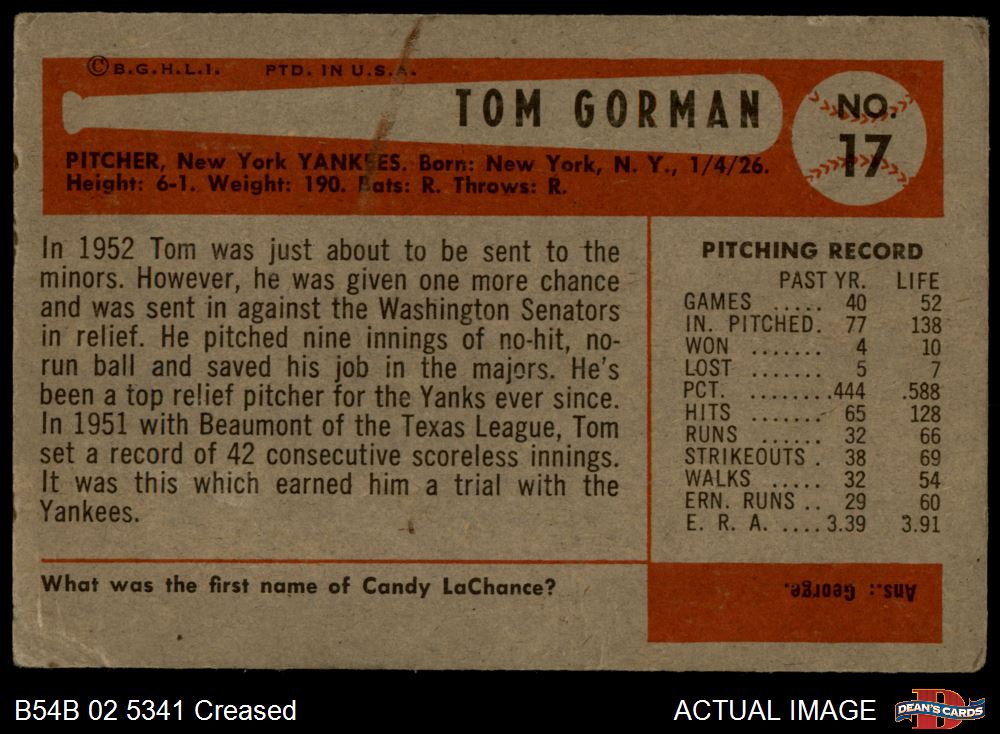 © B.G.H.L.I. PTD. IN U.S.A.
TOM GORMAN
NO.
17
PITCHER, New York YANKEES. Born: New York, N. Y., 1/4/26.
Height: 6-1. Weight: 190. Bats: R. Throws: R.
In 1952 Tom was just about to be sent to the
minors. However, he was given one more chance
and was sent in against the Washington Senators
in relief. He pitched nine innings of no-hit, no-
run ball and saved his job in the majors. He's
been a top relief pitcher for the Yanks ever since.
In 1951 with Beaumont of the Texas League, Tom
set a record of 42 consecutive scoreless innings.
It was this which earned him a trial with the
Yankees.
PITCHING RECORD
PAST YR. LIFE
GAMES ..... 40 52
IN. PITCHED. 77 138
WON ....... 4 10
LOST ....... 5 7
PCT. ........ .444 .588
HITS ....... 65 128
RUNS ...... 32 66
STRIKEOUTS . 38 69
WALKS ..... 32 54
ERN. RUNS .. 29 60
E. R. A. .... 3.39 3.91
What was the first name of Candy LaChance?
Ans.: George.
B54B 02 5341 Creased
ACTUAL IMAGE
DEAN'S CARDS